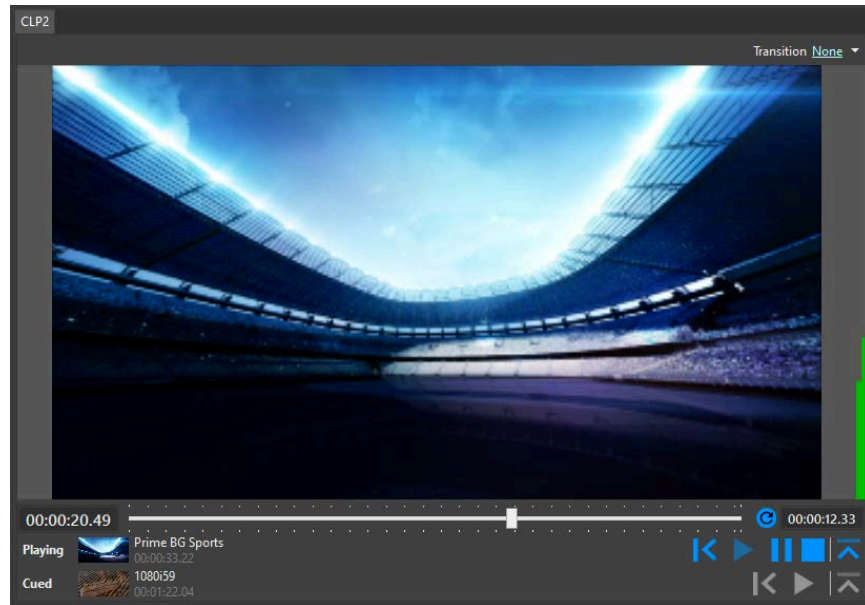 CLP2
Transition None
00:00:20.49
00:00:12.33
Playing
Prime BG Sports
00:00:33.22
Cued
1080i59
00:01:22.04